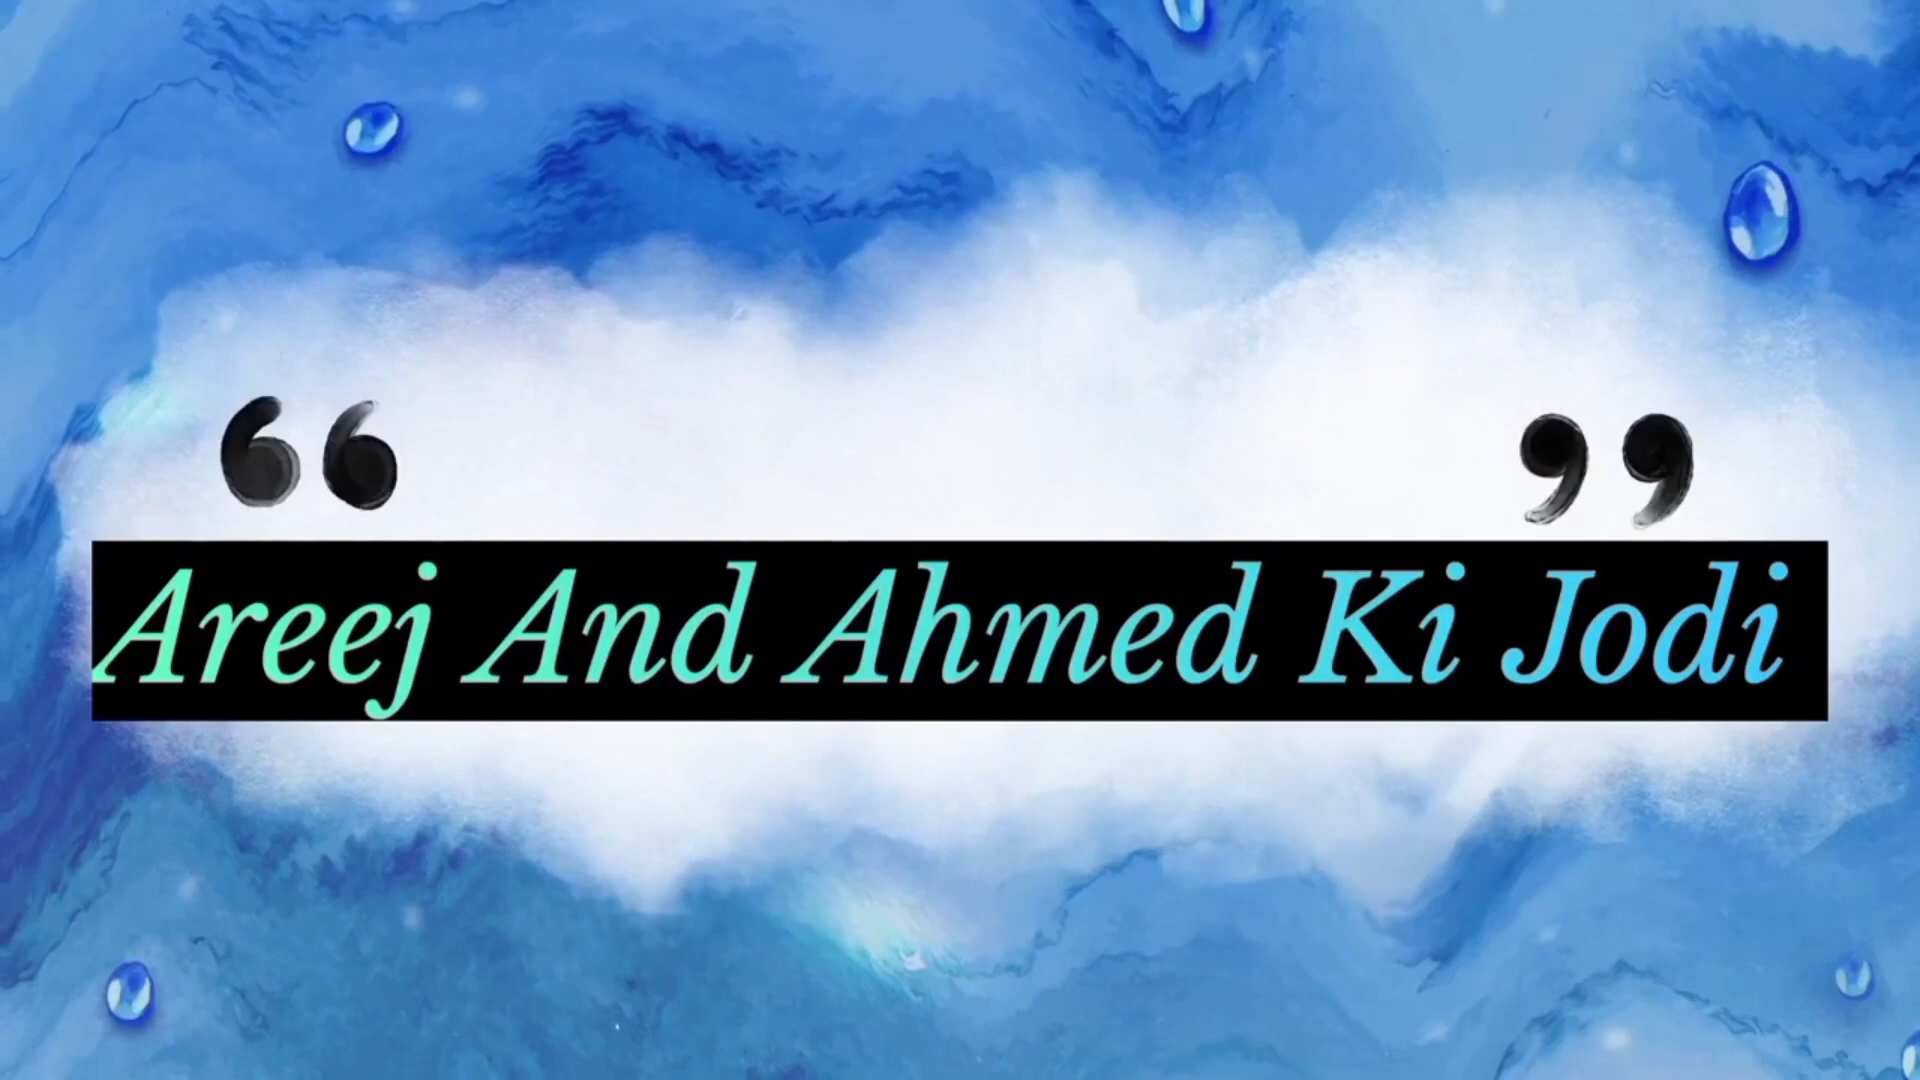 “ ”
Areej And Ahmed Ki Jodi